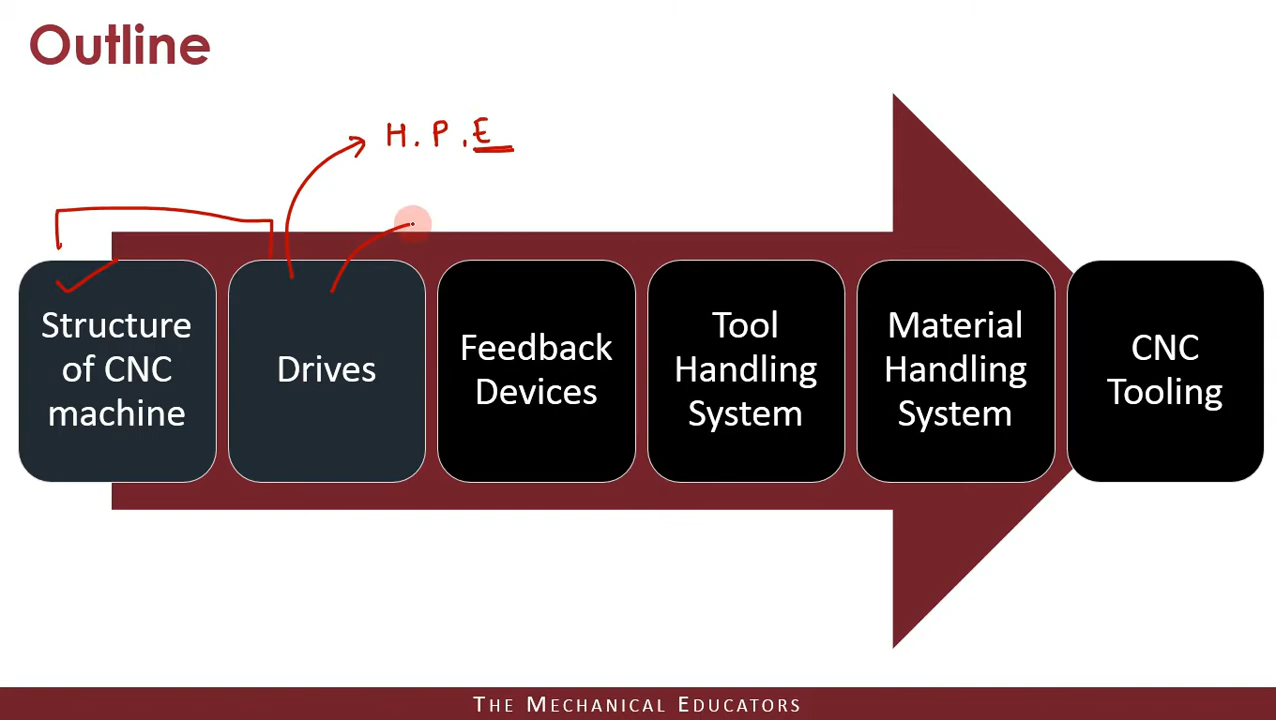 Outline
H. P. E
Structure
of CNC
machine
Drives
Feedback
Devices
Tool
Handling
System
Material
Handling
System
CNC
Tooling
THE MECHANICAL EDUCATORS